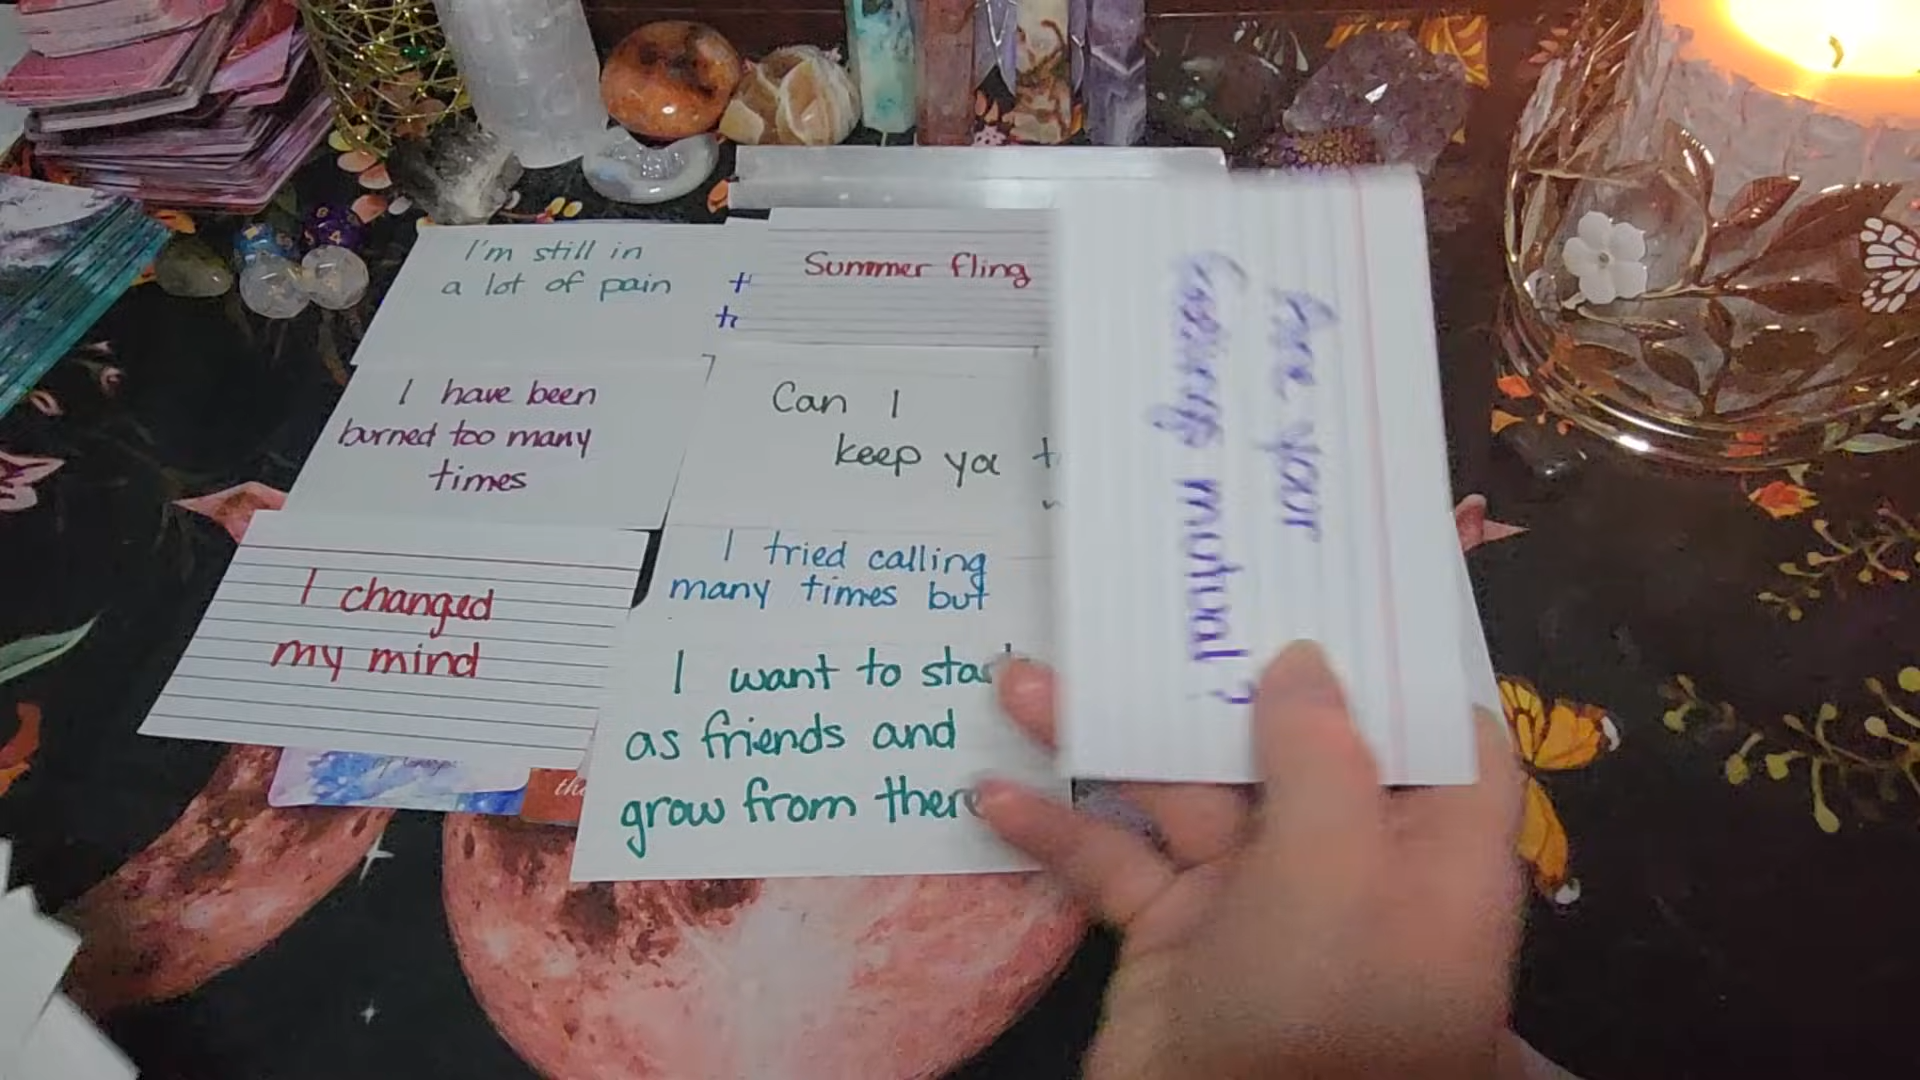 I'm still in
a lot of pain
Summer fling
I have been
burned too many
times
Can I
keep you
I changed
my mind
I tried calling
many times but
I want to start
as friends and
grow from there
Are your
feelings mutual?